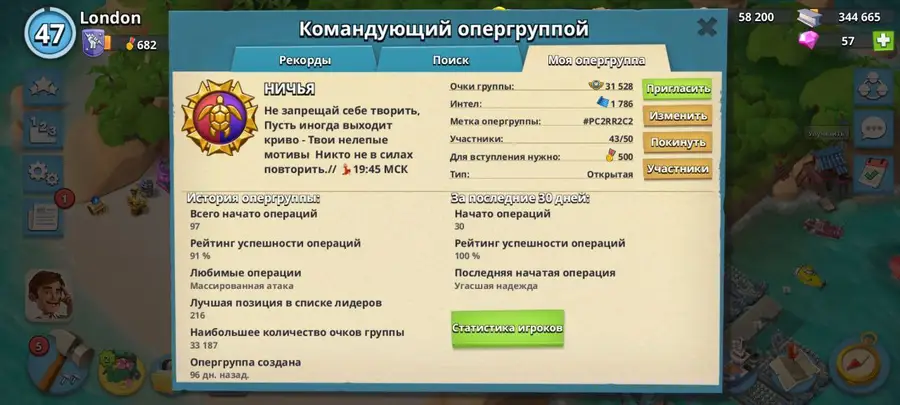 47
London
682
Командующий опергруппой
58 200
344 665
57
Рекорды
Поиск
Моя опергруппа
НИЧЬЯ
Не запрещай себе творить,
Пусть иногда выходит
криво - Твои нелепые
мотивы Никто не в силах
повторить.// 19:45 МСК
Очки группы: 31 528
Интел: 1 786
Метка опергруппы: #PC2RR2C2
Участники: 43/50
Для вступления нужно: 500
Тип: Открытая
Пригласить
Изменить
Покинуть
Участники
Улучшить
1 2 3
1
История опергруппы:
Всего начато операций
97
Рейтинг успешности операций
91 %
Любимые операции
Массированная атака
Лучшая позиция в списке лидеров
216
Наибольшее количество очков группы
33 187
Опергруппа создана
96 дн. назад.
За последние 30 дней:
Начато операций
30
Рейтинг успешности операций
100 %
Последняя начатая операция
Угасшая надежда
Статистика игроков
5